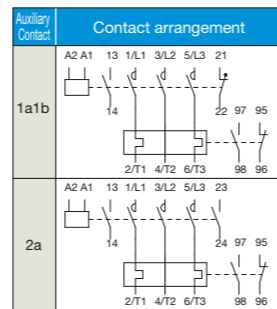 Auxiliary
Contact
Contact arrangement
1a1b
A2 A1 13 1/L1 3/L2 5/L3 21
14 22 97 95
2/T1 4/T2 6/T3 98 96
2a
A2 A1 13 1/L1 3/L2 5/L3 23
14 24 97 95
2/T1 4/T2 6/T3 98 96